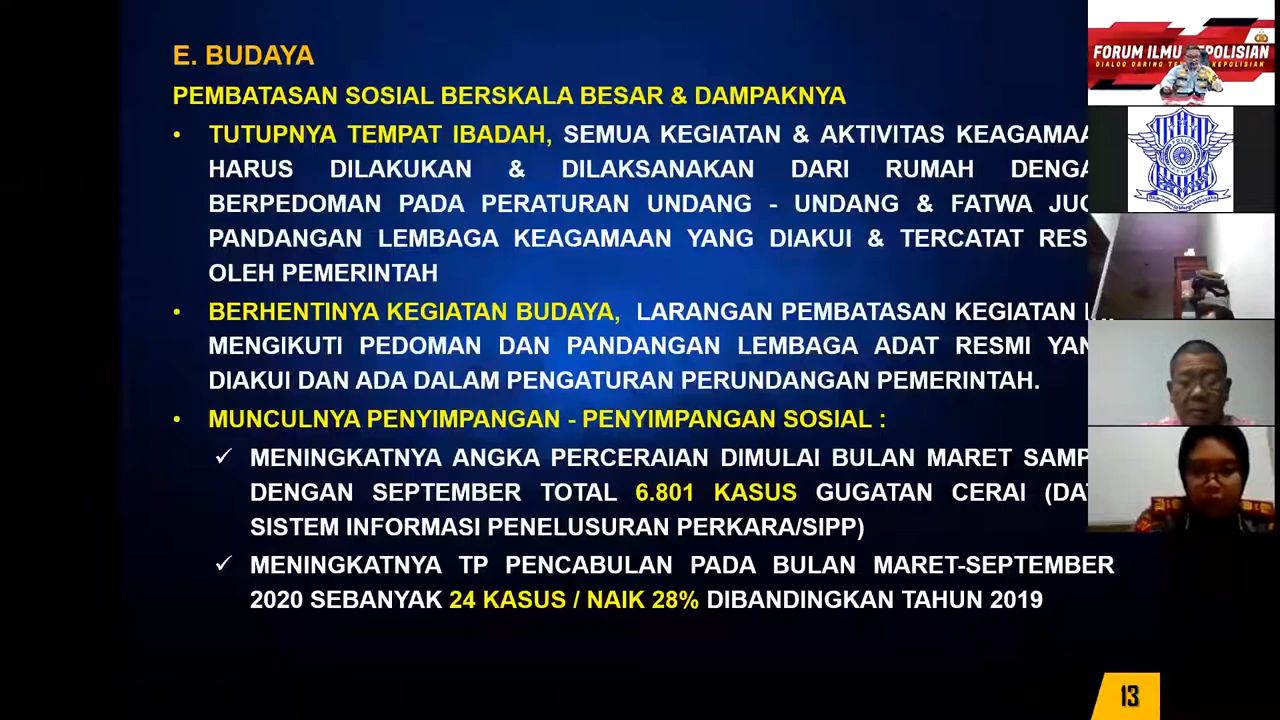 E. BUDAYA
PEMBATASAN SOSIAL BERSKALA BESAR & DAMPAKNYA
• TUTUPNYA TEMPAT IBADAH, SEMUA KEGIATAN & AKTIVITAS
HARUS DILAKUKAN & DILAKSANAKAN DARI RUMAH
BERPEDOMAN PADA PERATURAN UNDANG - UNDANG & FATWA
PANDANGAN LEMBAGA KEAGAMAAN YANG DIAKUI & TERCATAT
OLEH PEMERINTAH
• BERHENTINYA KEGIATAN BUDAYA, LARANGAN PEMBATASAN KEGIATAN
MENGIKUTI PEDOMAN DAN PANDANGAN LEMBAGA ADAT RESMI
DIAKUI DAN ADA DALAM PENGATURAN PERUNDANGAN PEMERINTAH.
• MUNCULNYA PENYIMPANGAN - PENYIMPANGAN SOSIAL :
✓ MENINGKATNYA ANGKA PERCERAIAN DIMULAI BULAN MARET
DENGAN SEPTEMBER TOTAL 6.801 KASUS GUGATAN CERAI
SISTEM INFORMASI PENELUSURAN PERKARA/SIPP)
✓ MENINGKATNYA TP PENCABULAN PADA BULAN MARET-SEPTEMBER
2020 SEBANYAK 24 KASUS / NAIK 28% DIBANDINGKAN TAHUN 2019
13
FORUM ILMU KEPOLISIAN
DIALOG DARING
KEPOLISIAN